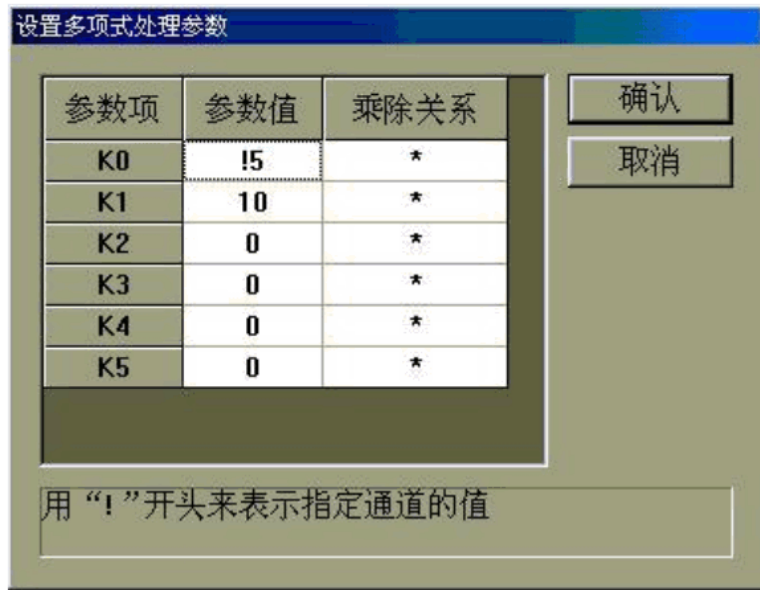 设置多项式处理参数
参数项 参数值 乘除关系 确认
K0 !5 * 取消
K1 10 *
K2 0 *
K3 0 *
K4 0 *
K5 0 *
用“!”开头来表示指定通道的值